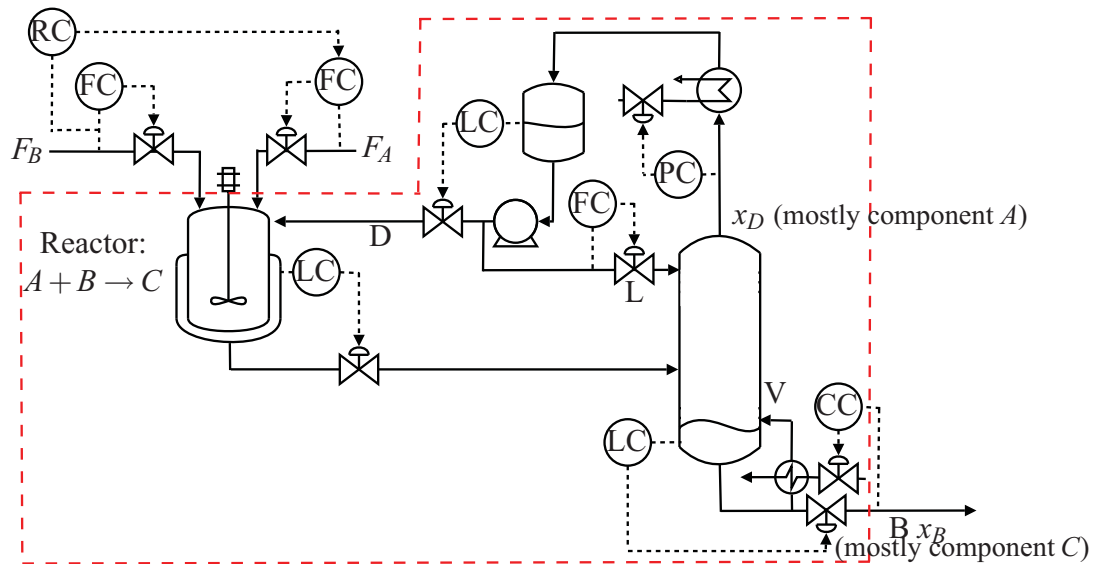 RC
FC
FC
F_B
F_A
LC
PC
FC
x_D (mostly component A)
D
Reactor:
A + B → C
LC
L
V
CC
LC
B x_B
(mostly component C)